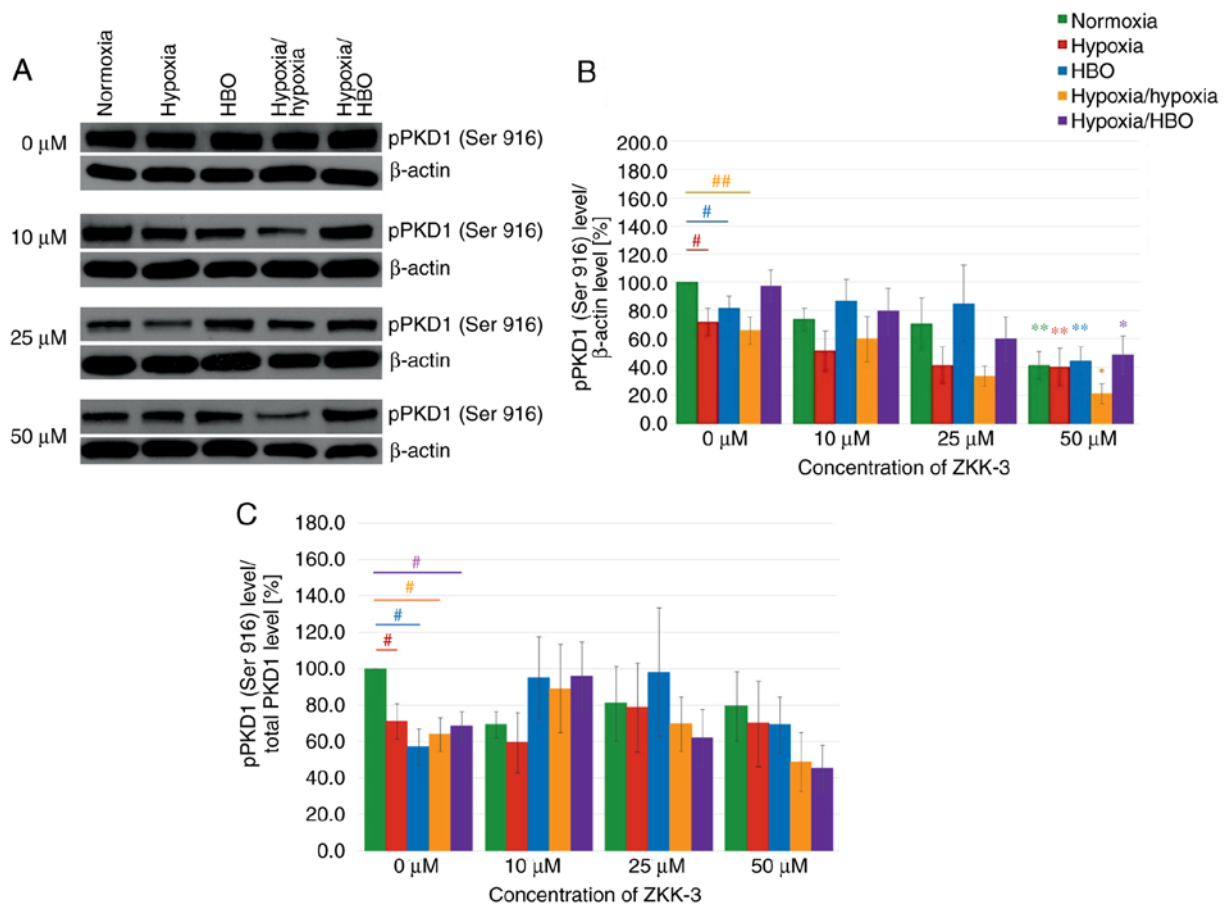 A
Normoxia
Hypoxia
HBO
Hypoxia/
hypoxia
Hypoxia/
HBO
0 µM
pPKD1 (Ser 916)
β-actin
10 µM
pPKD1 (Ser 916)
β-actin
25 µM
pPKD1 (Ser 916)
β-actin
50 µM
pPKD1 (Ser 916)
β-actin
B
Normoxia
Hypoxia
HBO
Hypoxia/hypoxia
Hypoxia/HBO
pPKD1 (Ser 916) level/
β-actin level [%]
200.0
180.0
160.0
140.0
120.0
100.0
80.0
60.0
40.0
20.0
0.0
##
#
#
** ** ** * *
0 µM 10 µM 25 µM 50 µM
Concentration of ZKK-3
C
pPKD1 (Ser 916) level/
total PKD1 level [%]
180.0
160.0
140.0
120.0
100.0
80.0
60.0
40.0
20.0
0.0
#
#
#
#
0 µM 10 µM 25 µM 50 µM
Concentration of ZKK-3